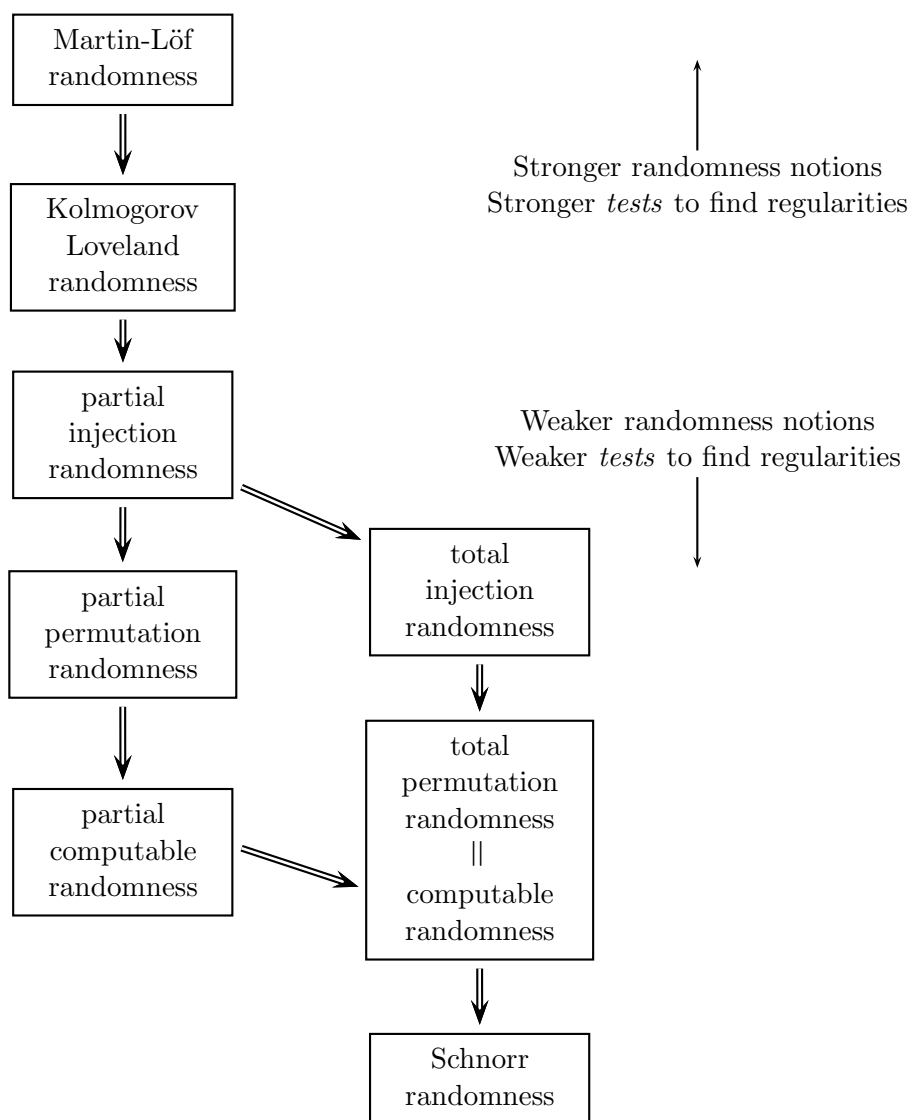 Martin-Löf
randomness
Stronger randomness notions
Stronger tests to find regularities
Kolmogorov
Loveland
randomness
partial
injection
randomness
Weaker randomness notions
Weaker tests to find regularities
total
injection
randomness
partial
permutation
randomness
total
permutation
randomness
||
computable
randomness
partial
computable
randomness
Schnorr
randomness